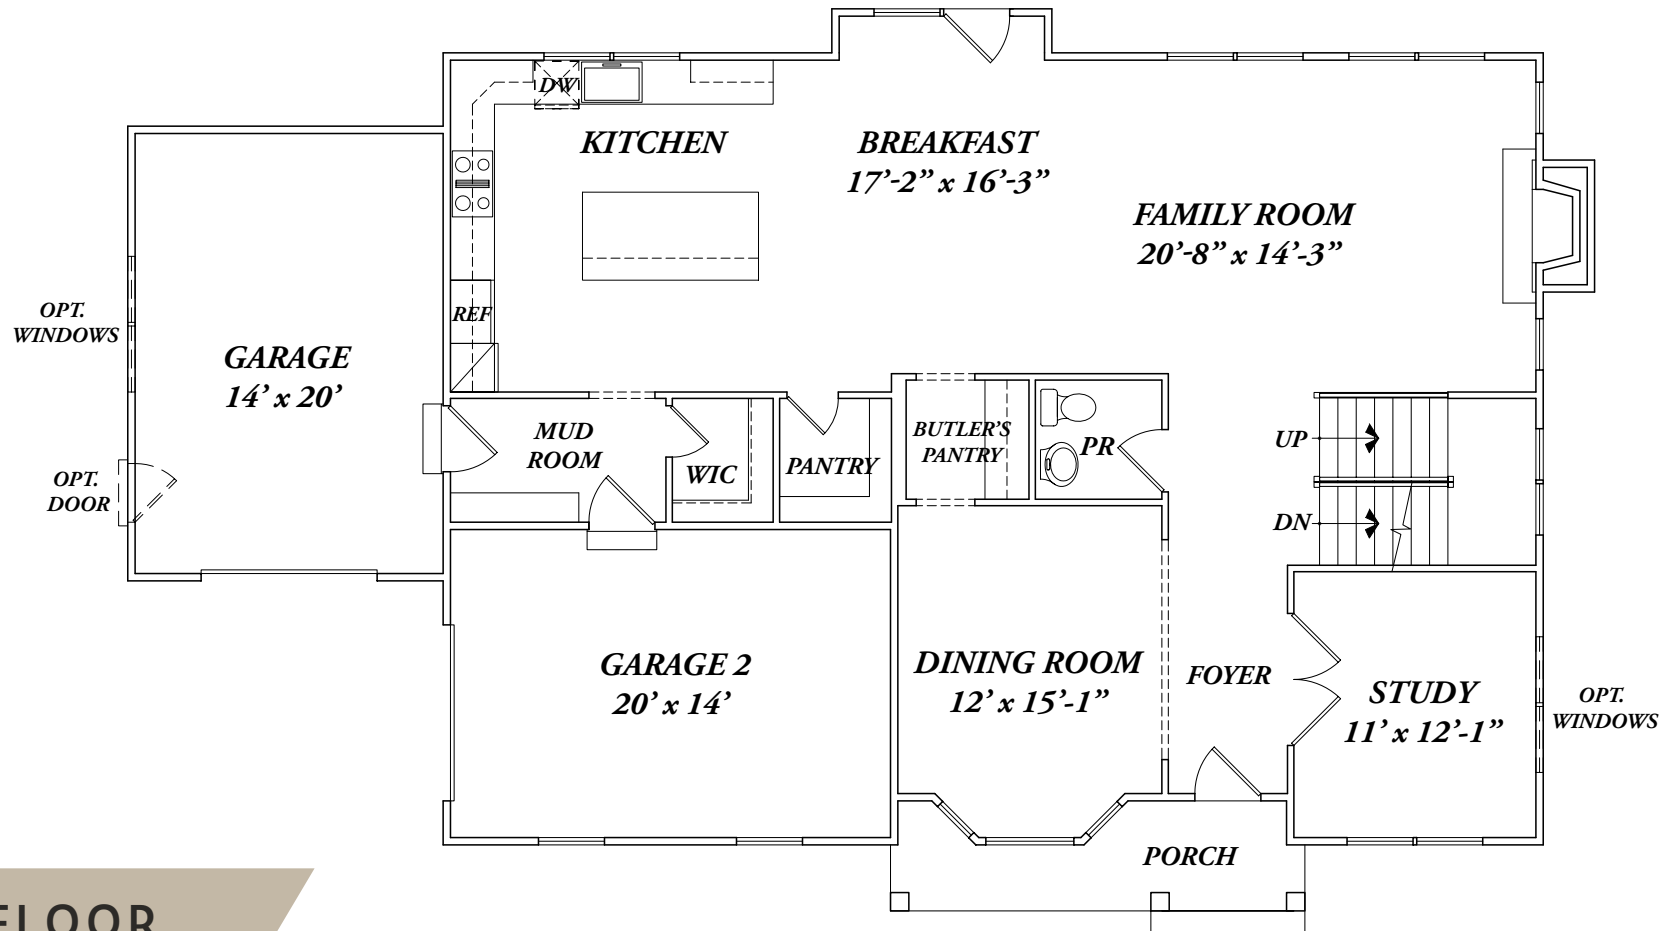 DW
KITCHEN
BREAKFAST
17'-2" x 16'-3"
FAMILY ROOM
20'-8" x 14'-3"
REF
OPT.
WINDOWS
GARAGE
14' x 20'
OPT.
DOOR
MUD
ROOM
WIC
PANTRY
BUTLER'S
PANTRY
PR
UP
DN
GARAGE 2
20' x 14'
DINING ROOM
12' x 15'-1"
FOYER
STUDY
11' x 12'-1"
OPT.
WINDOWS
PORCH
FLOOR